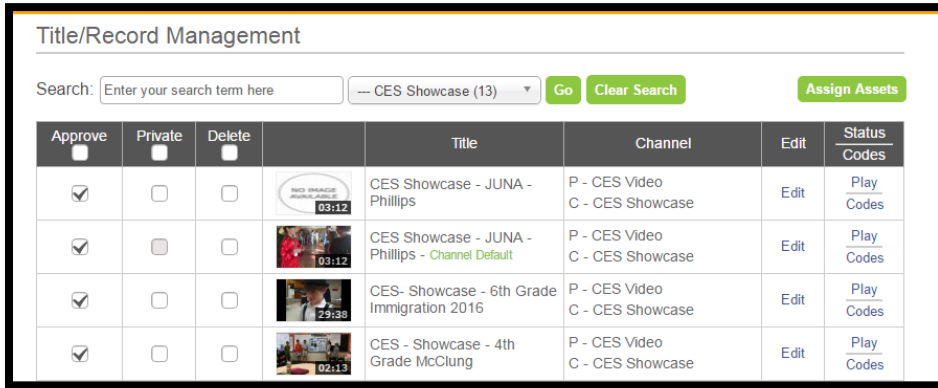 Title/Record Management
Search: Enter your search term here --- CES Showcase (13) Go Clear Search Assign Assets
Approve Private Delete Title Channel Edit Status
Codes
NO IMAGE
AVAILABLE
03:12
CES Showcase - JUNA -
Phillips
P - CES Video
C - CES Showcase
Edit
Play
Codes
03:12
CES Showcase - JUNA -
Phillips - Channel Default
P - CES Video
C - CES Showcase
Edit
Play
Codes
29:38
CES- Showcase - 6th Grade
Immigration 2016
P - CES Video
C - CES Showcase
Edit
Play
Codes
02:13
CES - Showcase - 4th
Grade McClung
P - CES Video
C - CES Showcase
Edit
Play
Codes